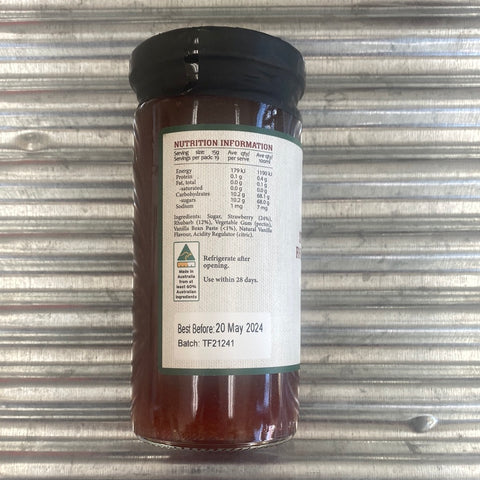 NUTRITION INFORMATION
Serving size: 15g Ave qty/ Ave qty/
Servings per pack: 19 per serve 100ml
Energy 179 kJ 1190 kJ
Protein 0.1 g 0.4 g
Fat, total 0.0 g 0.1 g
-saturated 0.0 g 0.0 g
Carbohydrates 10.2 g 68.1 g
-sugars 10.2 g 68.0 g
Sodium 1 mg 7 mg
Ingredients: Sugar, Strawberry (24%),
Rhubarb (12%), Vegetable Gum (pectin),
Vanilla Bean Paste (<1%), Natural Vanilla
Flavour, Acidity Regulator (citric).
Made in
Australia
from at
least 60%
Australian
ingredients
Refrigerate after
opening.
Use within 28 days.
Best Before: 20 May 2024
Batch: TF21241